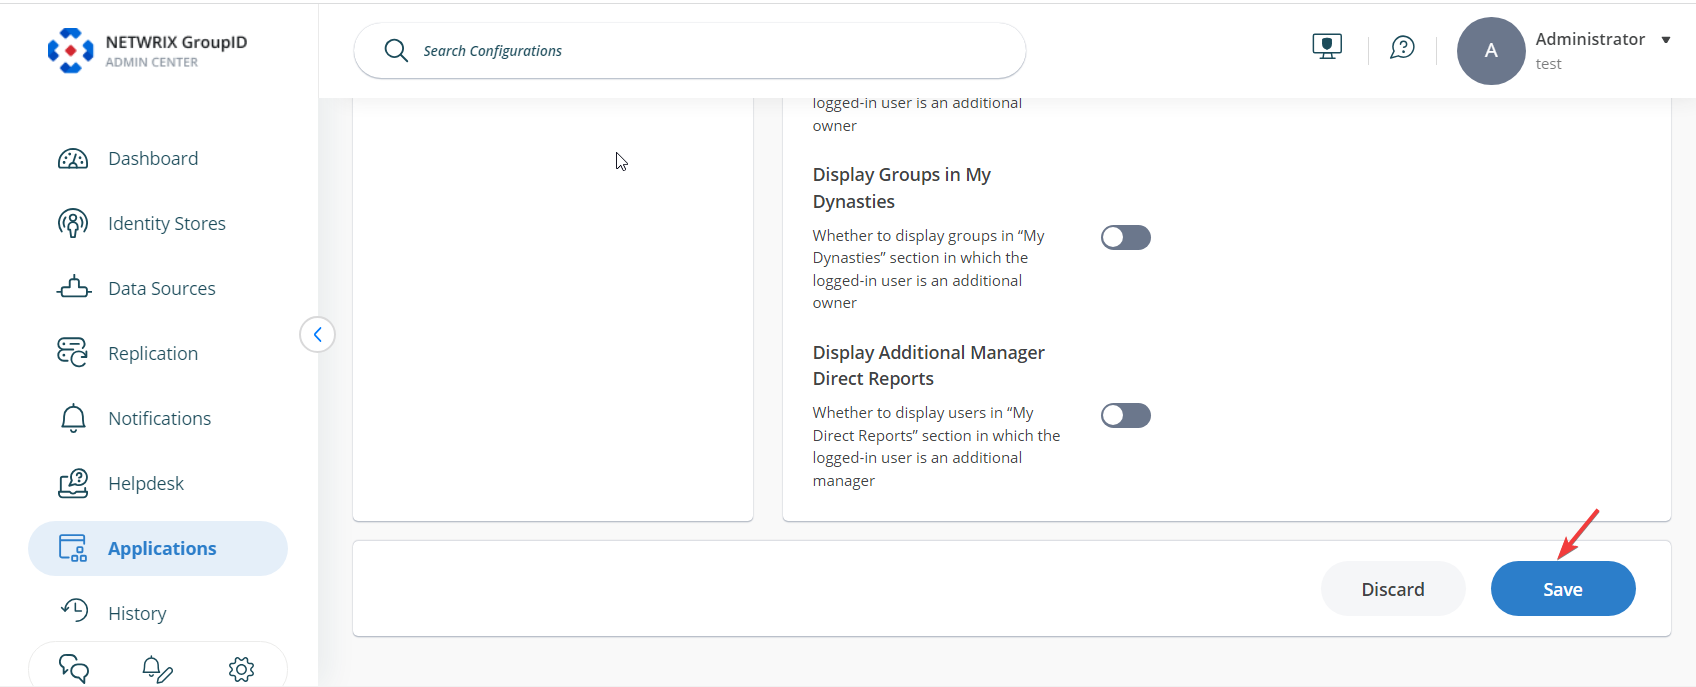 NETWRIX GroupID
ADMIN CENTER
Search Configurations
A
Administrator
test
Dashboard
Identity Stores
Data Sources
Replication
Notifications
Helpdesk
Applications
History
logged-in user is an additional
owner
Display Groups in My
Dynasties
Whether to display groups in “My
Dynasties” section in which the
logged-in user is an additional
owner
Display Additional Manager
Direct Reports
Whether to display users in “My
Direct Reports” section in which the
logged-in user is an additional
manager
Discard
Save